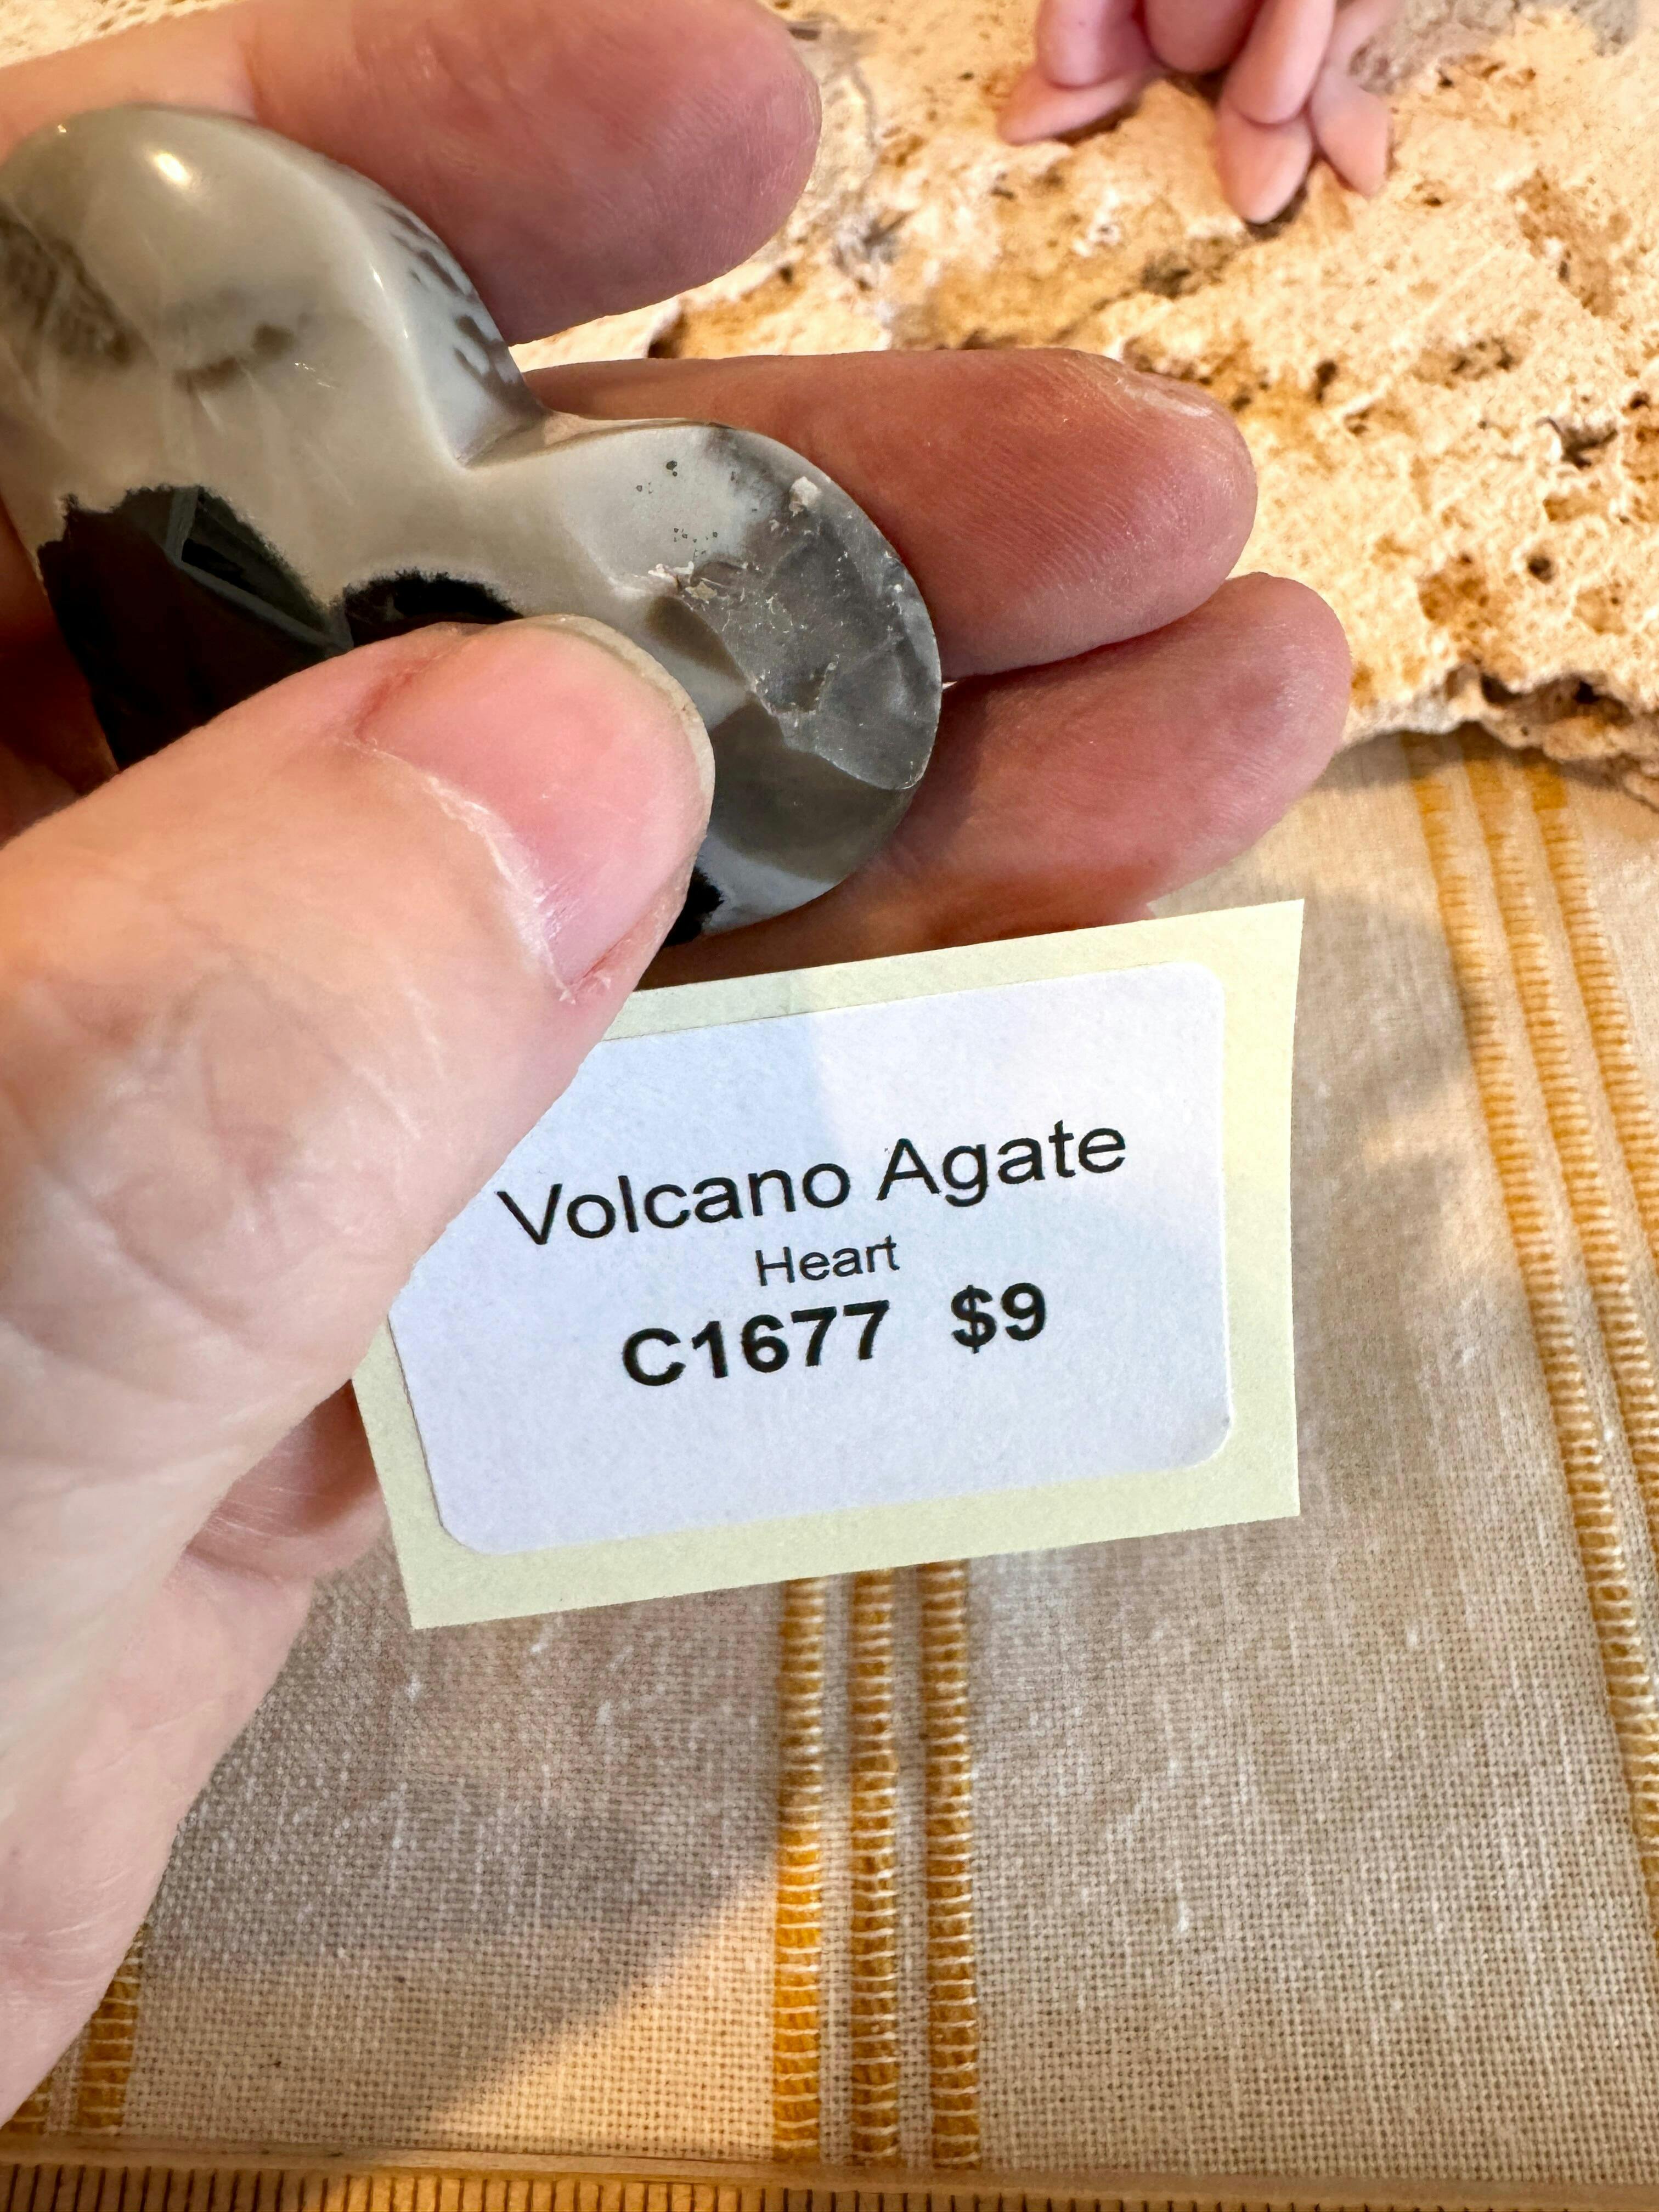 Volcano Agate
Heart
C1677 $9